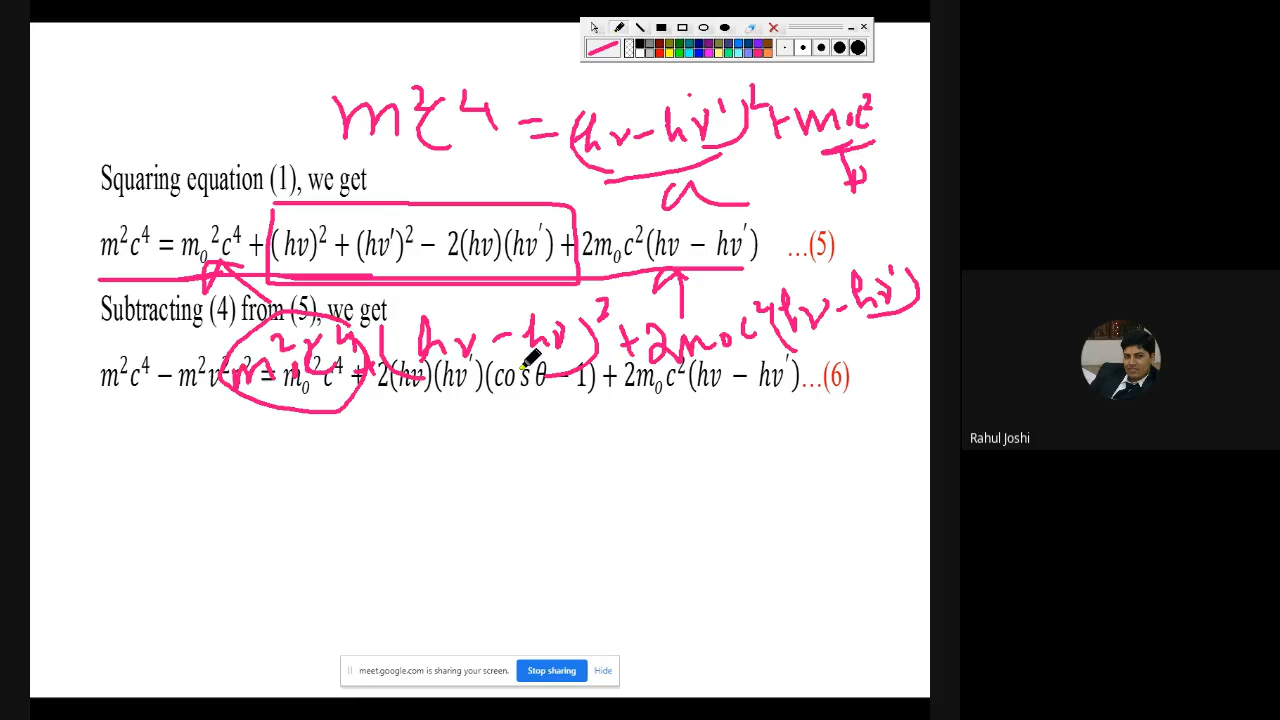 m²c⁴ = (hν − hν')² + m₀c²
b
a
Squaring equation (1), we get
m²c⁴ = m₀²c⁴ + (hν)² + (hν')² − 2(hν)(hν') + 2m₀c²(hν − hν') …(5)
Subtracting (4) from (5), we get
(hν − hν)² + 2m₀c²(hν − hν')
m²c⁴ − m²v²c² = m₀²c⁴ + 2(hν)(hν')(cos θ − 1) + 2m₀c²(hν − hν')…(6)
Rahul Joshi
meet.google.com is sharing your screen. Stop sharing Hide